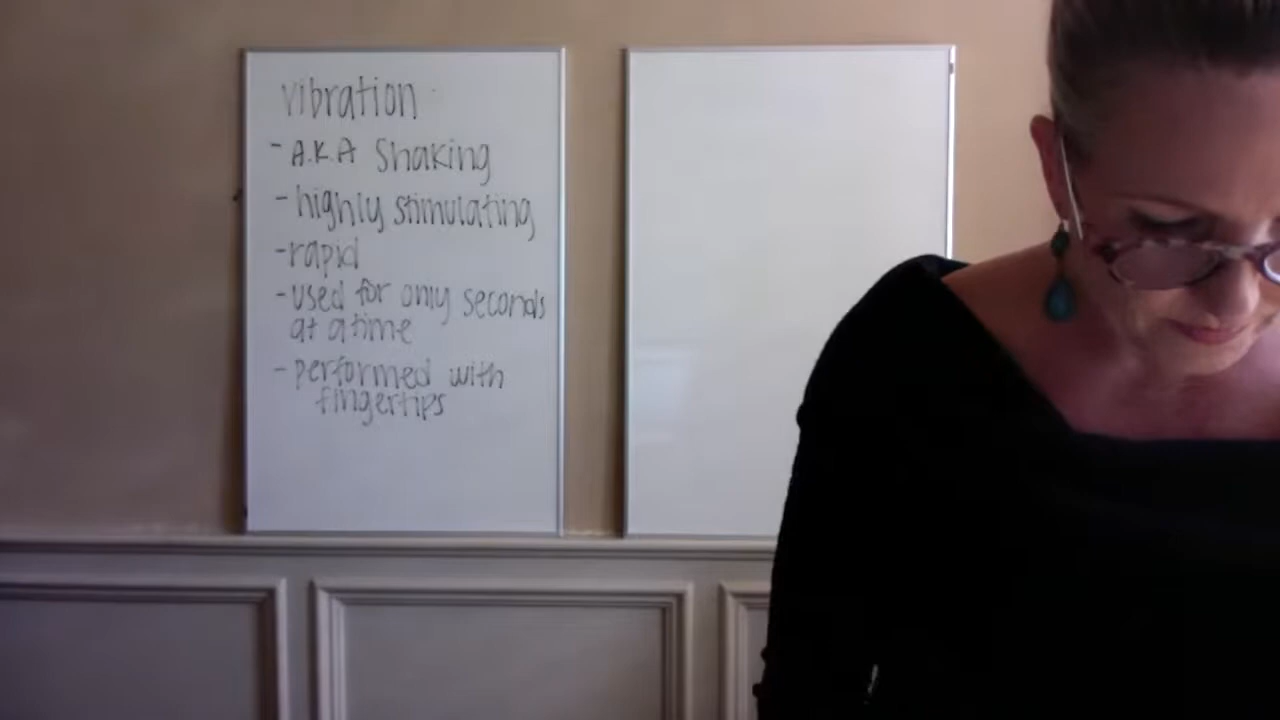 vibration
- A.K.A Shaking
- highly stimulating
- rapid
- used for only seconds
at a time
- performed with
fingertips